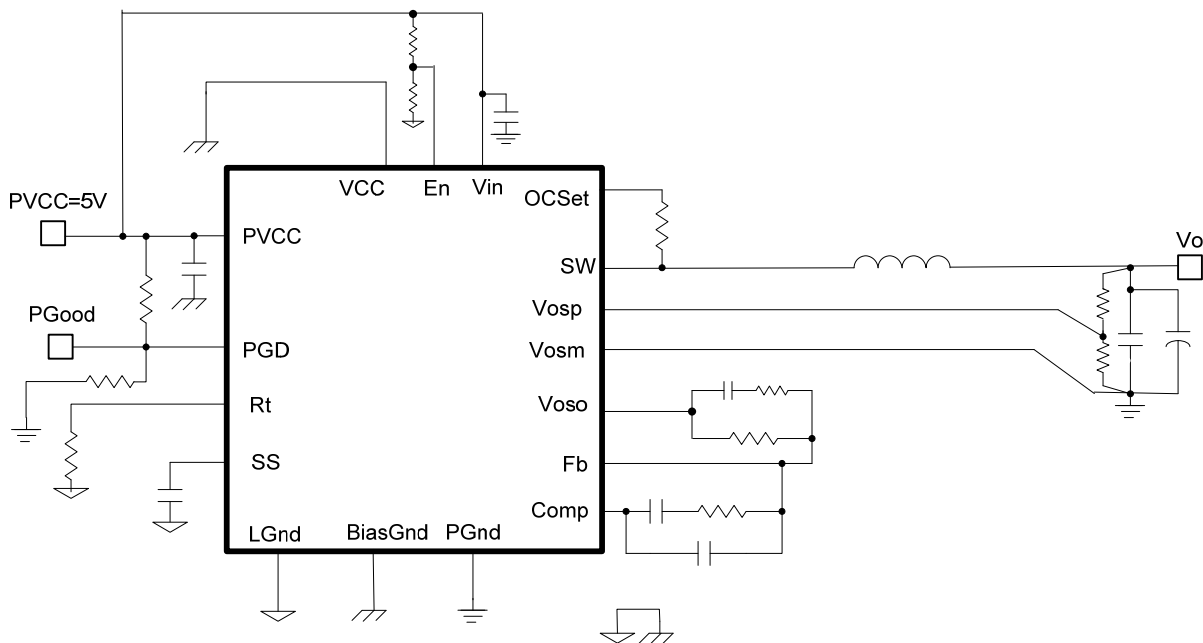 VCC
En
Vin
OCSet
PVCC=5V
PVCC
Vo
SW
PGood
Vosp
PGD
Vosm
Rt
Voso
SS
Fb
Comp
LGnd
BiasGnd
PGnd